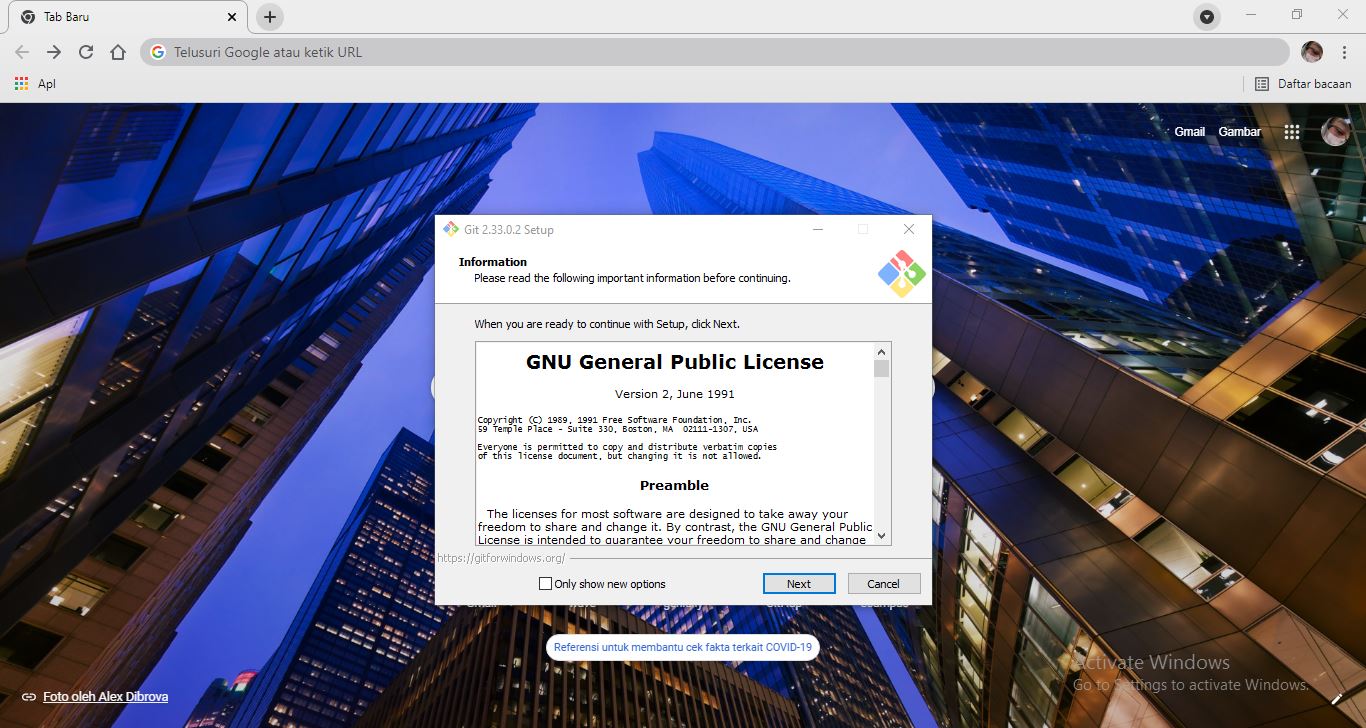 Tab Baru
Telusuri Google atau ketik URL
Apl
Daftar bacaan
Gmail Gambar
Git 2.33.0.2 Setup
Information
Please read the following important information before continuing.
When you are ready to continue with Setup, click Next.
GNU General Public License
Version 2, June 1991
Copyright (C) 1989, 1991 Free Software Foundation, Inc.
59 Temple Place - Suite 330, Boston, MA 02111-1307, USA
Everyone is permitted to copy and distribute verbatim copies
of this license document, but changing it is not allowed.
Preamble
The licenses for most software are designed to take away your
freedom to share and change it. By contrast, the GNU General Public
License is intended to guarantee your freedom to share and change
https://gitforwindows.org/
Only show new options
Next
Cancel
Referensi untuk membantu cek fakta terkait COVID-19
Activate Windows
Go to Settings to activate Windows.
Foto oleh Alex Dibrova